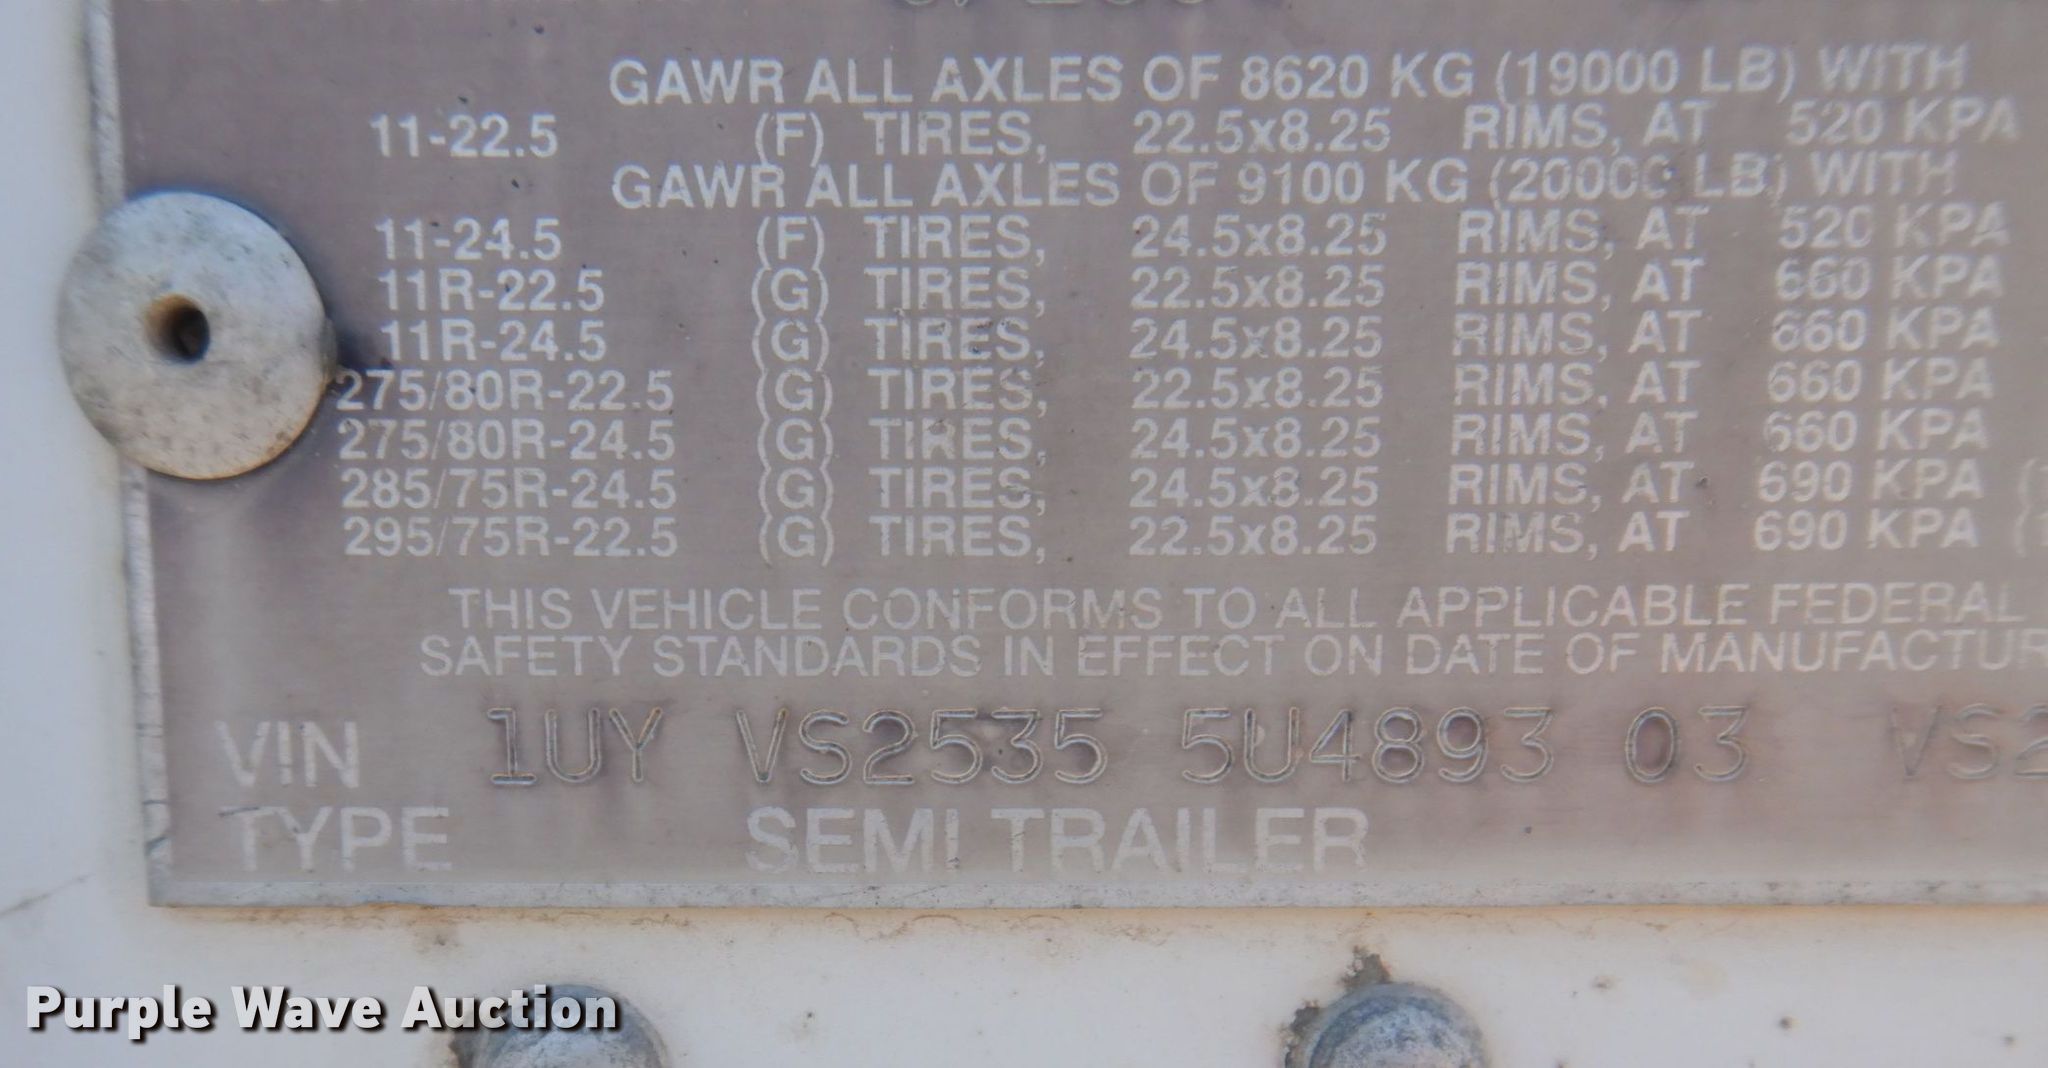 GAWR ALL AXLES OF 8620 KG (19000 LB) WITH
11-22.5 (F) TIRES, 22.5x8.25 RIMS, AT 520 KPA
GAWR ALL AXLES OF 9100 KG (20000 LB) WITH
11-24.5 (F) TIRES, 24.5x8.25 RIMS, AT 520 KPA
11R-22.5 (G) TIRES, 22.5x8.25 RIMS, AT 660 KPA
11R-24.5 (G) TIRES, 24.5x8.25 RIMS, AT 660 KPA
275/80R-22.5 (G) TIRES, 22.5x8.25 RIMS, AT 660 KPA
275/80R-24.5 (G) TIRES, 24.5x8.25 RIMS, AT 660 KPA
285/75R-24.5 (G) TIRES, 24.5x8.25 RIMS, AT 690 KPA
295/75R-22.5 (G) TIRES, 22.5x8.25 RIMS, AT 690 KPA
THIS VEHICLE CONFORMS TO ALL APPLICABLE FEDERAL
SAFETY STANDARDS IN EFFECT ON DATE OF MANUFACTUR
VIN 1UY VS2535 5U4893 03 VS2
TYPE SEMI TRAILER
Purple Wave Auction